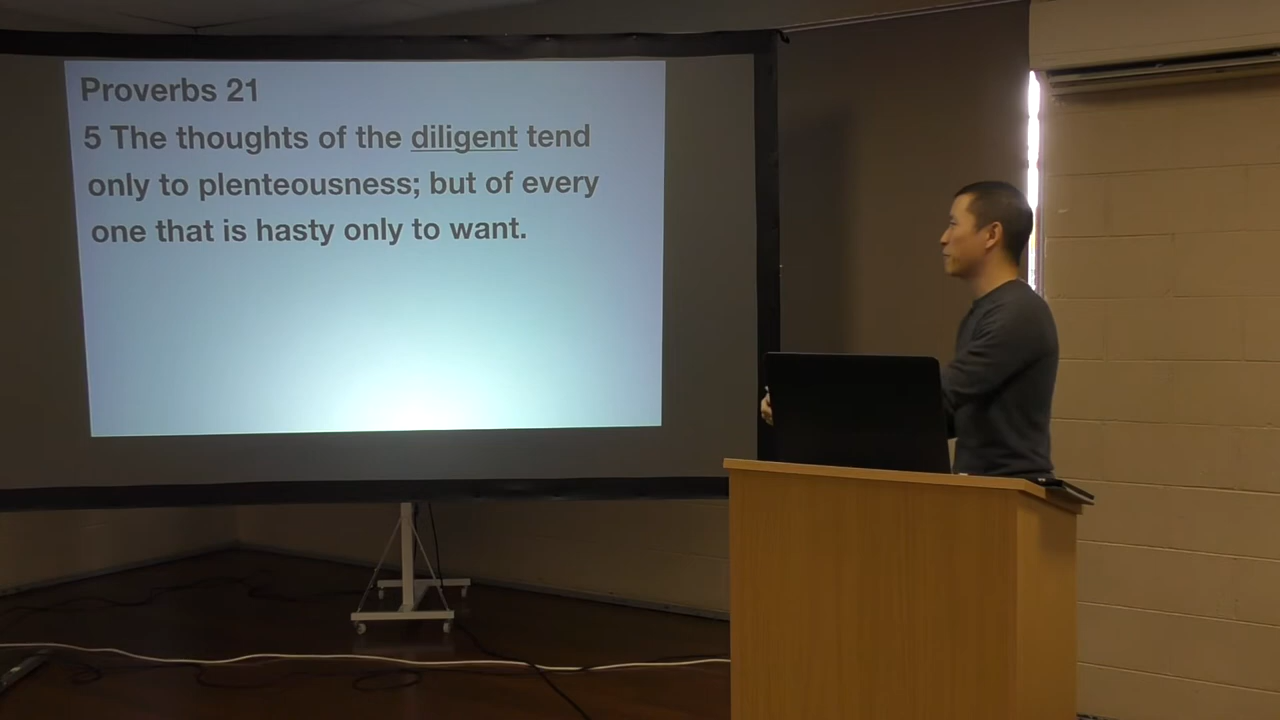 Proverbs 21
5 The thoughts of the diligent tend
only to plenteousness; but of every
one that is hasty only to want.